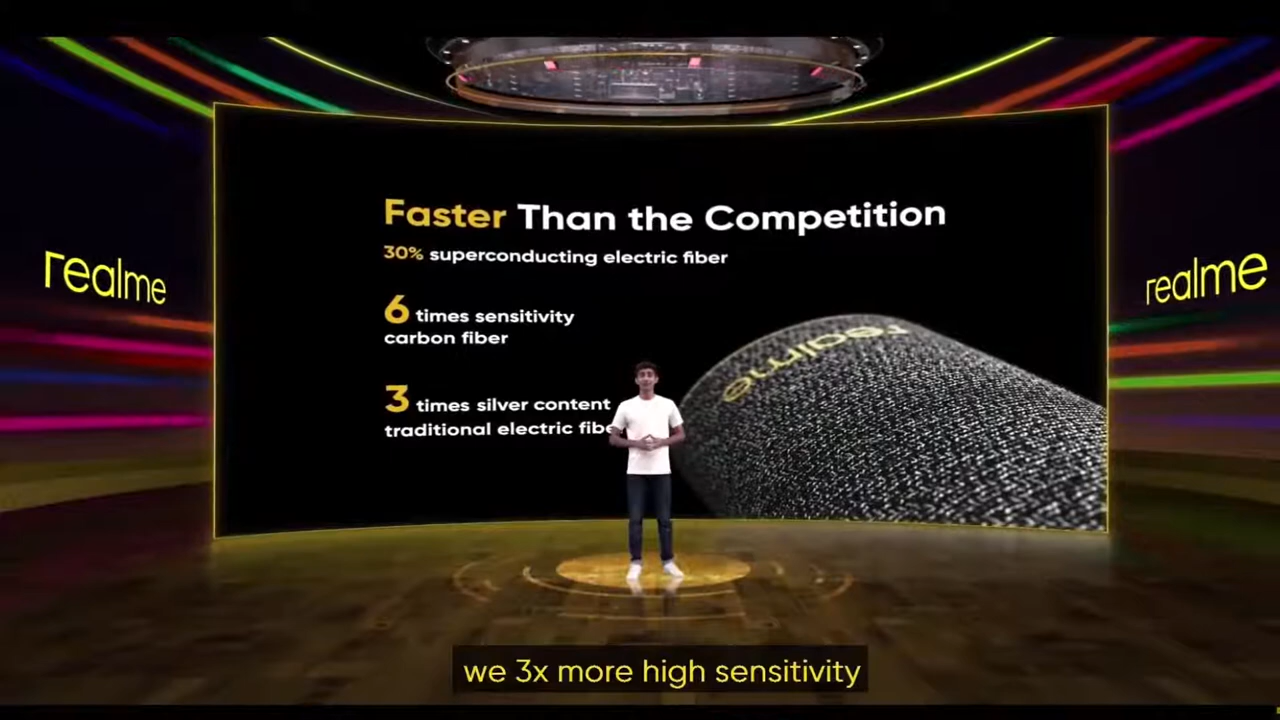 Faster Than the Competition
30% superconducting electric fiber
6 times sensitivity
carbon fiber
3 times silver content
traditional electric
realme
realme
realme
we 3x more high sensitivity